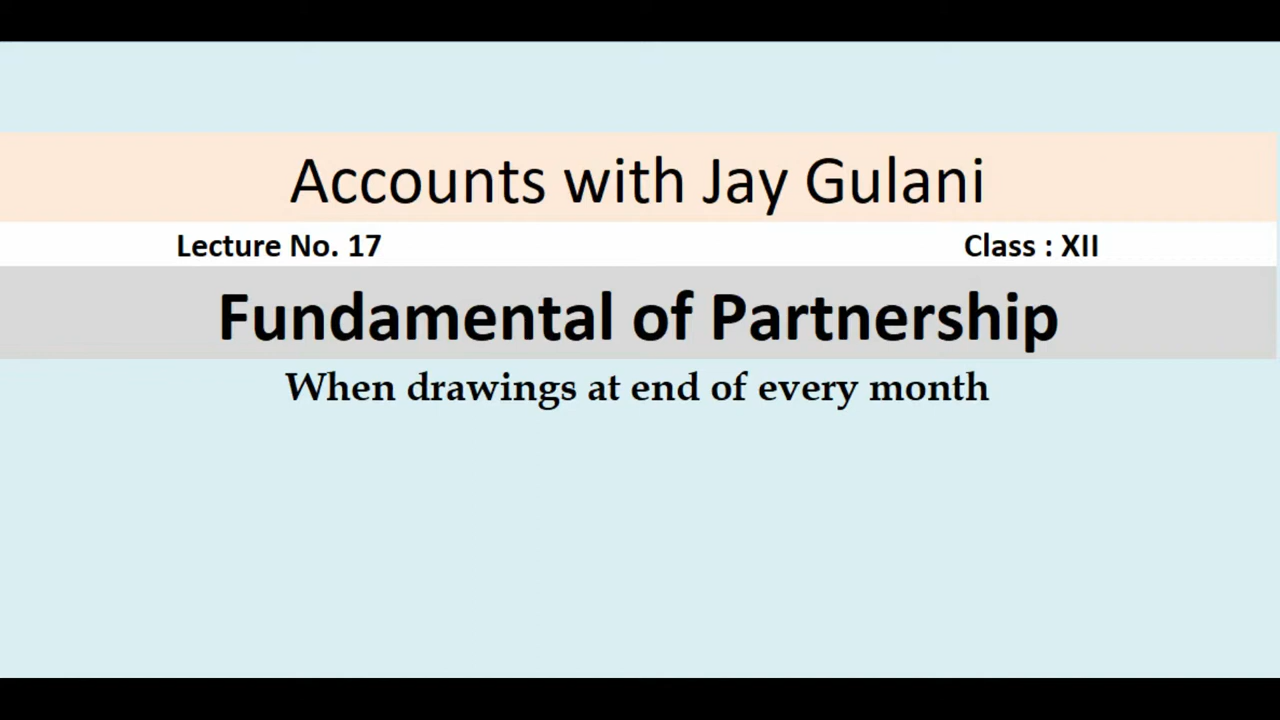 Accounts with Jay Gulani
Lecture No. 17 Class : XII
Fundamental of Partnership
When drawings at end of every month